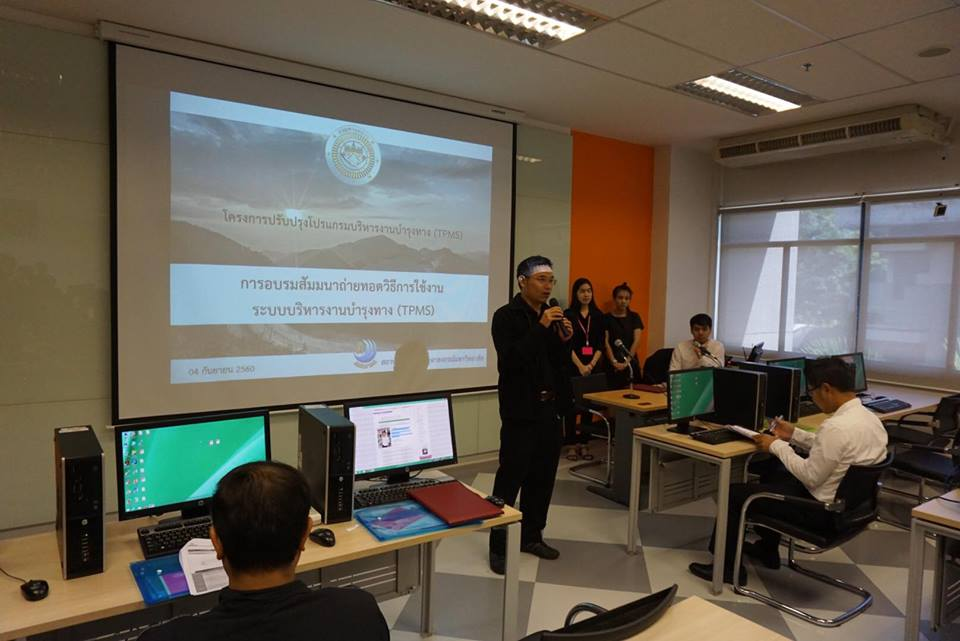 โครงการปรับปรุงโปรแกรมบริหารงานบำรุงทาง (TPMS)
การอบรมสัมมนาถ่ายทอดวิธีการใช้งาน
ระบบบริหารงานบำรุงทาง (TPMS)
04 กันยายน 2560